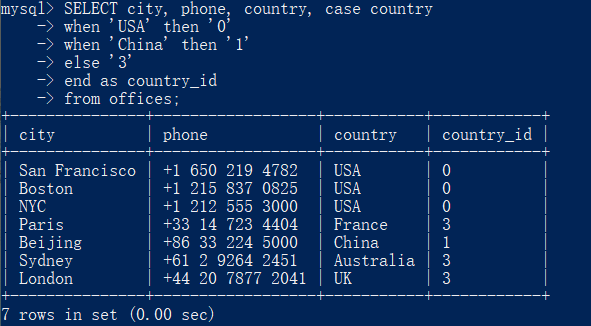 mysql> SELECT city, phone, country, case country
    -> when 'USA' then '0'
    -> when 'China' then '1'
    -> else '3'
    -> end as country_id
    -> from offices;
+---------------+------------------+-----------+------------+
| city          | phone            | country   | country_id |
+---------------+------------------+-----------+------------+
| San Francisco | +1 650 219 4782  | USA       | 0          |
| Boston        | +1 215 837 0825  | USA       | 0          |
| NYC           | +1 212 555 3000  | USA       | 0          |
| Paris         | +33 14 723 4404  | France    | 3          |
| Beijing       | +86 33 224 5000  | China     | 1          |
| Sydney        | +61 2 9264 2451  | Australia | 3          |
| London        | +44 20 7877 2041 | UK        | 3          |
+---------------+------------------+-----------+------------+
7 rows in set (0.00 sec)